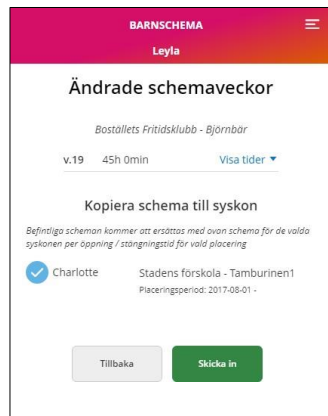 BARNSCHEMA
Leyla
Ändrade schemaveckor
Boställets Fritidsklubb - Björnbär
v.19 45h 0min Visa tider
Kopiera schema till syskon
Befintliga scheman kommer att ersättas med ovan schema för de valda
syskonen per öppning / stängningstid för vald placering
Charlotte Stadens förskola - Tamburinen1
Placeringsperiod: 2017-08-01 -
Tillbaka Skicka in